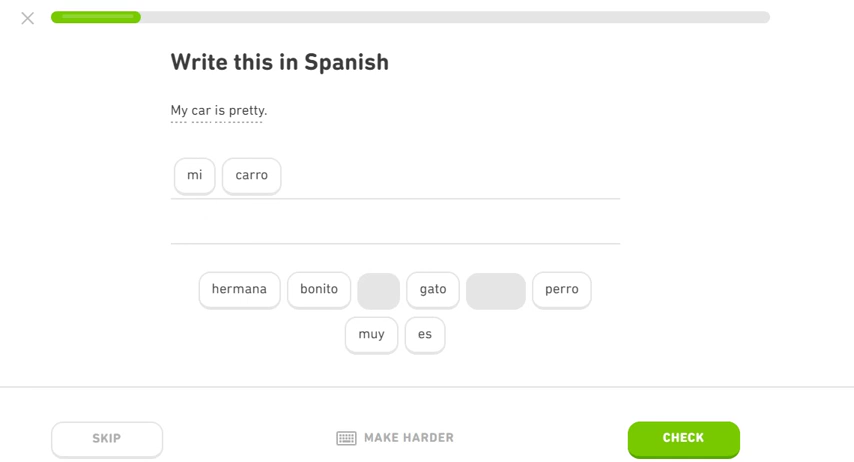 Write this in Spanish
My car is pretty.
mi carro
hermana bonito gato perro
muy es
SKIP MAKE HARDER CHECK